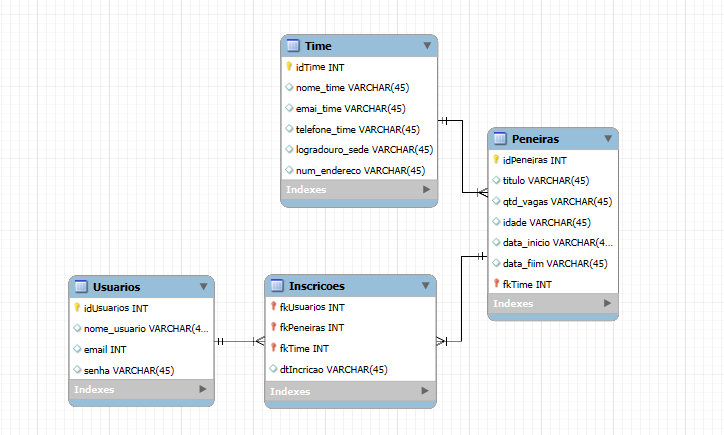 Time
idTime INT
nome_time VARCHAR(45)
emai_time VARCHAR(45)
telefone_time VARCHAR(45)
logradouro_sede VARCHAR(45)
num_endereco VARCHAR(45)
Indexes
Peneiras
idPeneiras INT
titulo VARCHAR(45)
qtd_vagas VARCHAR(45)
idade VARCHAR(45)
data_inicio VARCHAR(4...
data_fiim VARCHAR(45)
fkTime INT
Indexes
Usuarios
idUsuarios INT
nome_usuario VARCHAR(4...
email INT
senha VARCHAR(45)
Indexes
Inscricoes
fkUsuarios INT
fkPeneiras INT
fkTime INT
dtIncricao VARCHAR(45)
Indexes